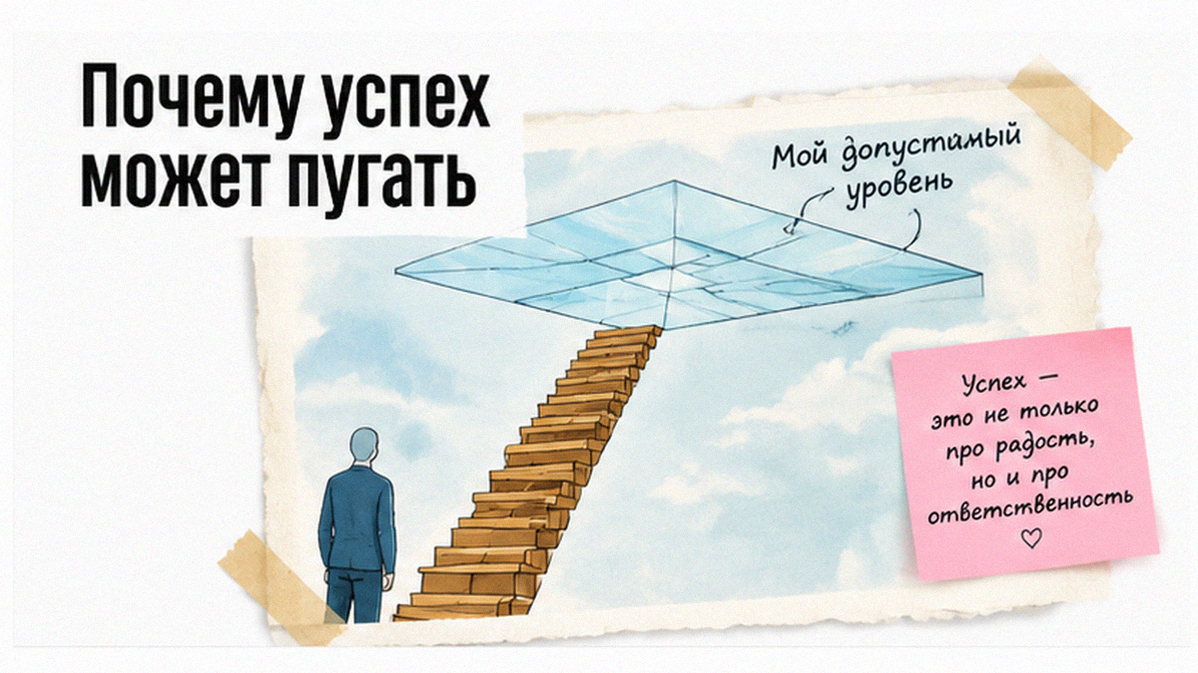 Почему успех
может пугать
Мой допустимый
уровень
Успех —
это не только
про радость,
но и про
ответственность
♡